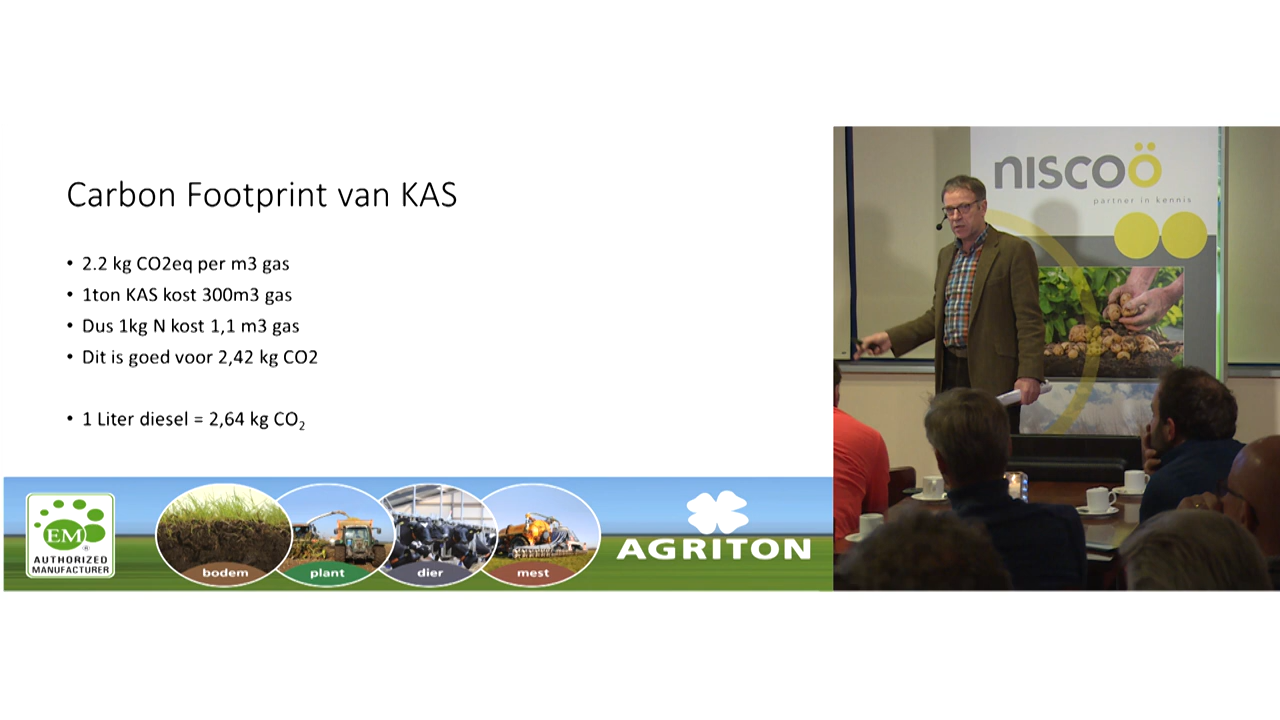 Carbon Footprint van KAS
• 2.2 kg CO2eq per m3 gas
• 1ton KAS kost 300m3 gas
• Dus 1kg N kost 1,1 m3 gas
• Dit is goed voor 2,42 kg CO2
• 1 Liter diesel = 2,64 kg CO₂
EM®
AUTHORIZED
MANUFACTURER
bodem
plant
dier
mest
AGRITON
niscoö
partner in kennis